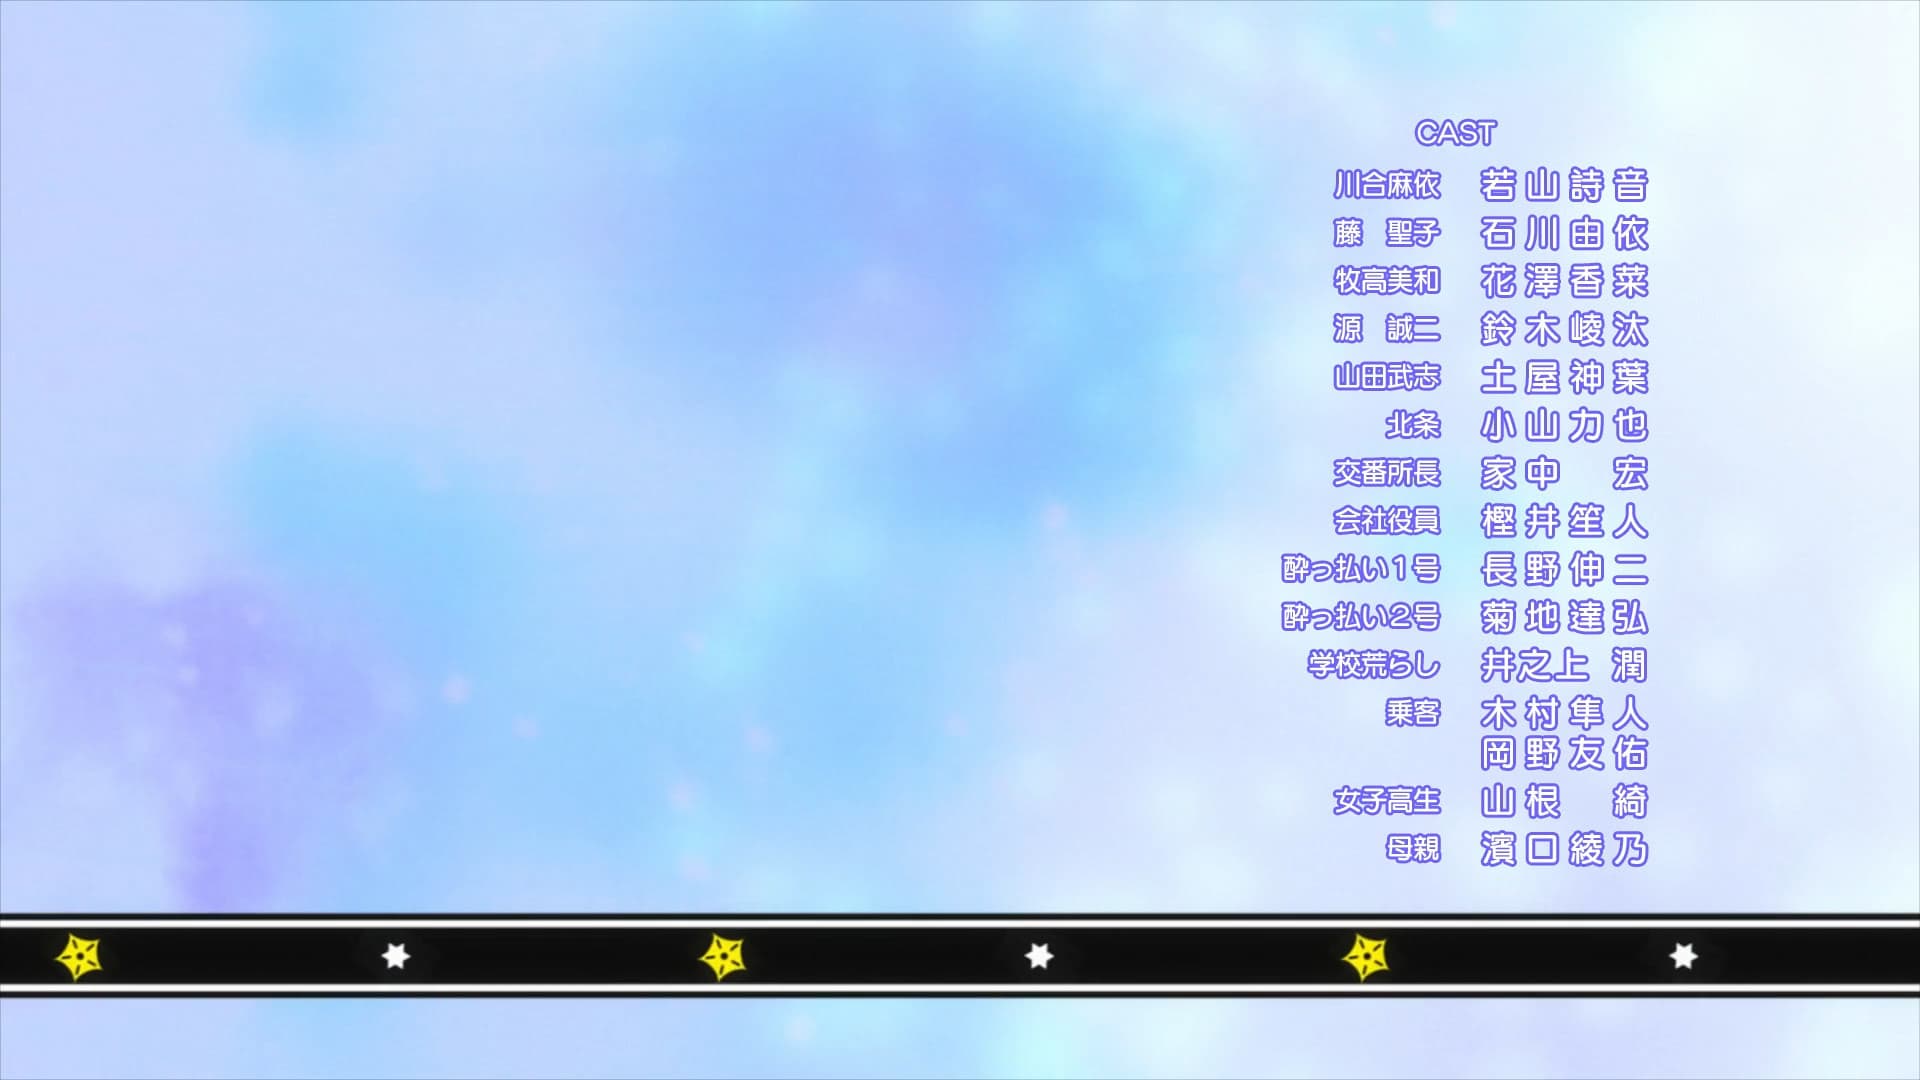 CAST
川合麻依 若山詩音
藤 聖子 石川由依
牧高美和 花澤香菜
源 誠二 鈴木崚汰
山田武志 土屋神葉
北条 小山力也
交番所長 家中 宏
会社役員 樫井笙人
酔っ払い1号 長野伸二
酔っ払い2号 菊地達弘
学校荒らし 井之上 潤
乗客 木村隼人
岡野友佑
女子高生 山根 綺
母親 濱口綾乃